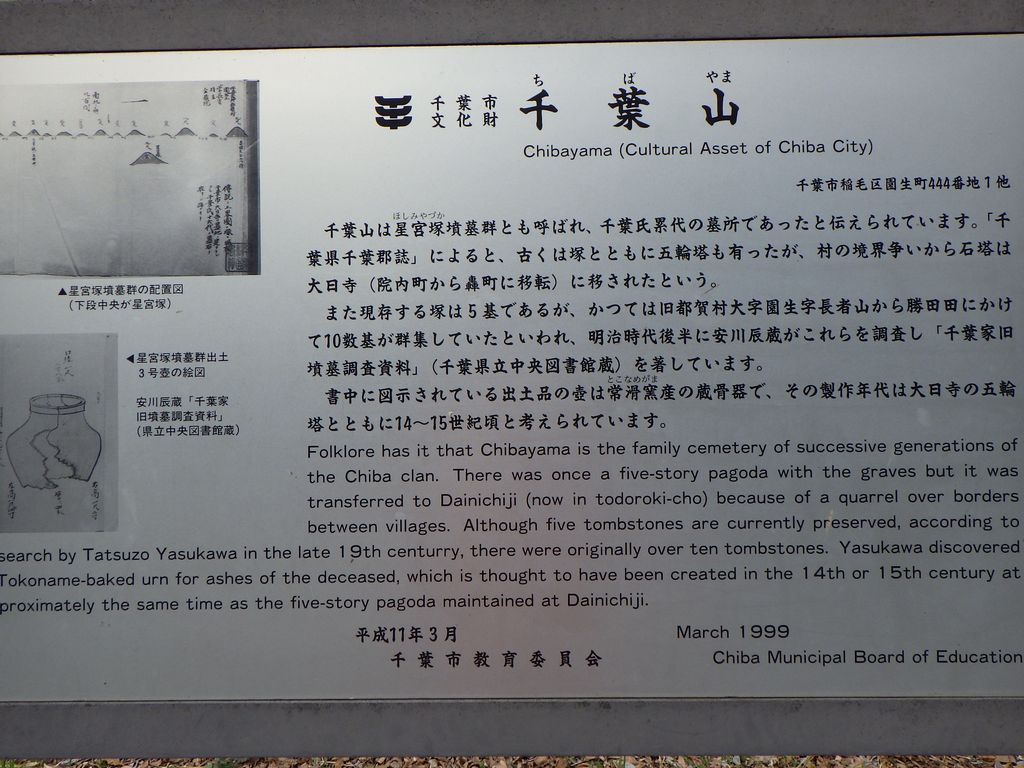 千葉市
文化財
ち ば やま
千葉山
Chibayama (Cultural Asset of Chiba City)
千葉市稲毛区園生町444番地1他
ほしみやづか
千葉山は星宮塚墳墓群とも呼ばれ、千葉氏累代の墓所であったと伝えられています。「千
葉県千葉郡誌」によると、古くは塚とともに五輪塔も有ったが、村の境界争いから石塔は
大日寺（院内町から轟町に移転）に移されたという。
また現存する塚は5基であるが、かつては旧都賀村大字園生字長者山から勝田田にかけ
て10数基が群集していたといわれ、明治時代後半に安川辰蔵がこれらを調査し「千葉家旧
墳墓調査資料」（千葉県立中央図書館蔵）を著しています。
とこなめがま
書中に図示されている出土品の壺は常滑窯産の蔵骨器で、その製作年代は大日寺の五輪
塔とともに14～15世紀頃と考えられています。
Folklore has it that Chibayama is the family cemetery of successive generations of
the Chiba clan. There was once a five-story pagoda with the graves but it was
transferred to Dainichiji (now in todoroki-cho) because of a quarrel over borders
between villages. Although five tombstones are currently preserved, according to
search by Tatsuzo Yasukawa in the late 19th centurry, there were originally over ten tombstones. Yasukawa discovered
Tokoname-baked urn for ashes of the deceased, which is thought to have been created in the 14th or 15th century at
proximately the same time as the five-story pagoda maintained at Dainichiji.
平成11年3月
千葉市教育委員会
March 1999
Chiba Municipal Board of Education
▲星宮塚墳墓群の配置図
（下段中央が星宮塚）
◀星宮塚墳墓群出土
3号壺の絵図
安川辰蔵「千葉家
旧墳墓調査資料」
（県立中央図書館蔵）